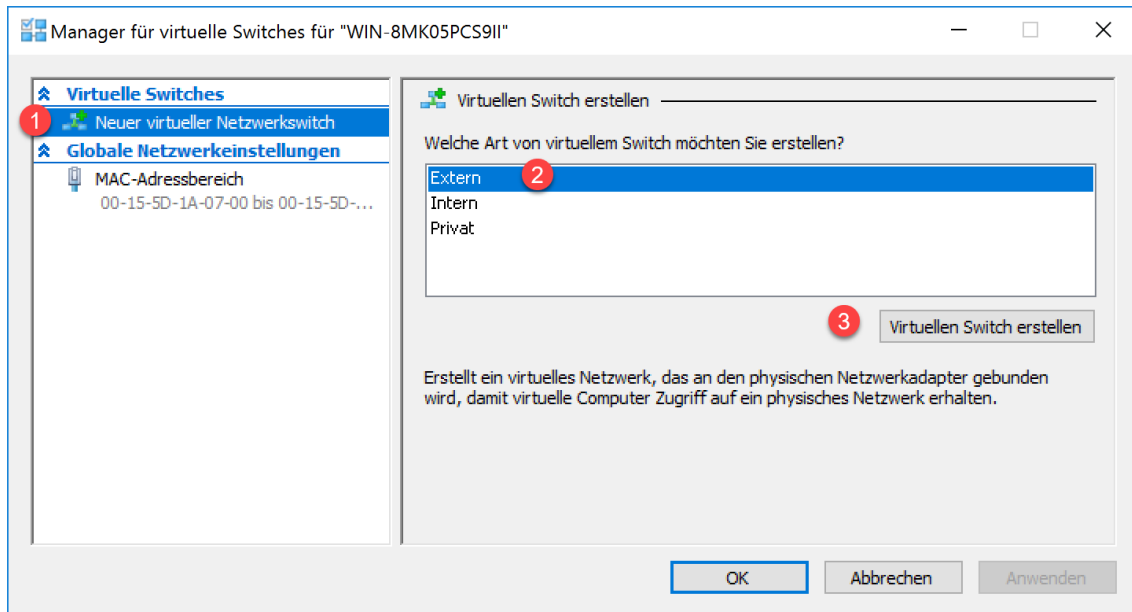 Manager für virtuelle Switches für "WIN-8MK05PCS9II"
Virtuelle Switches
1 Neuer virtueller Netzwerkswitch
Globale Netzwerkeinstellungen
MAC-Adressbereich
00-15-5D-1A-07-00 bis 00-15-5D-...
Virtuellen Switch erstellen
Welche Art von virtuellem Switch möchten Sie erstellen?
Extern 2
Intern
Privat
3 Virtuellen Switch erstellen
Erstellt ein virtuelles Netzwerk, das an den physischen Netzwerkadapter gebunden
wird, damit virtuelle Computer Zugriff auf ein physisches Netzwerk erhalten.
OK Abbrechen Anwenden